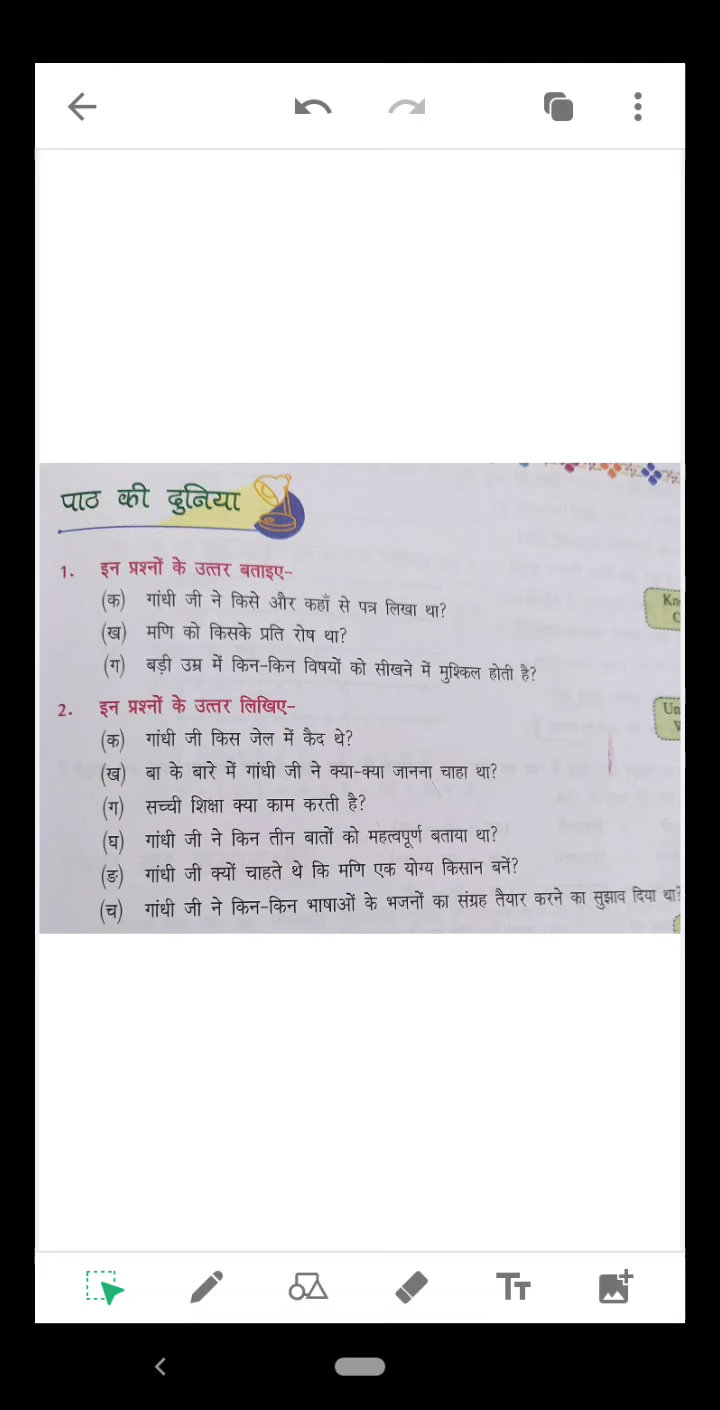 पाठ की दुनिया
1. इन प्रश्नों के उत्तर बताइए-
(क) गांधी जी ने किसे और कहाँ से पत्र लिखा था?
(ख) मणि को किसके प्रति रोष था?
(ग) बड़ी उम्र में किन-किन विषयों को सीखने में मुश्किल होती है?
2. इन प्रश्नों के उत्तर लिखिए-
(क) गांधी जी किस जेल में कैद थे?
(ख) बा के बारे में गांधी जी ने क्या-क्या जानना चाहा था?
(ग) सच्ची शिक्षा क्या काम करती है?
(घ) गांधी जी ने किन तीन बातों को महत्वपूर्ण बताया था?
(ङ) गांधी जी क्यों चाहते थे कि मणि एक योग्य किसान बनें?
(च) गांधी जी ने किन-किन भाषाओं के भजनों का संग्रह तैयार करने का सुझाव दिया था?
Tт